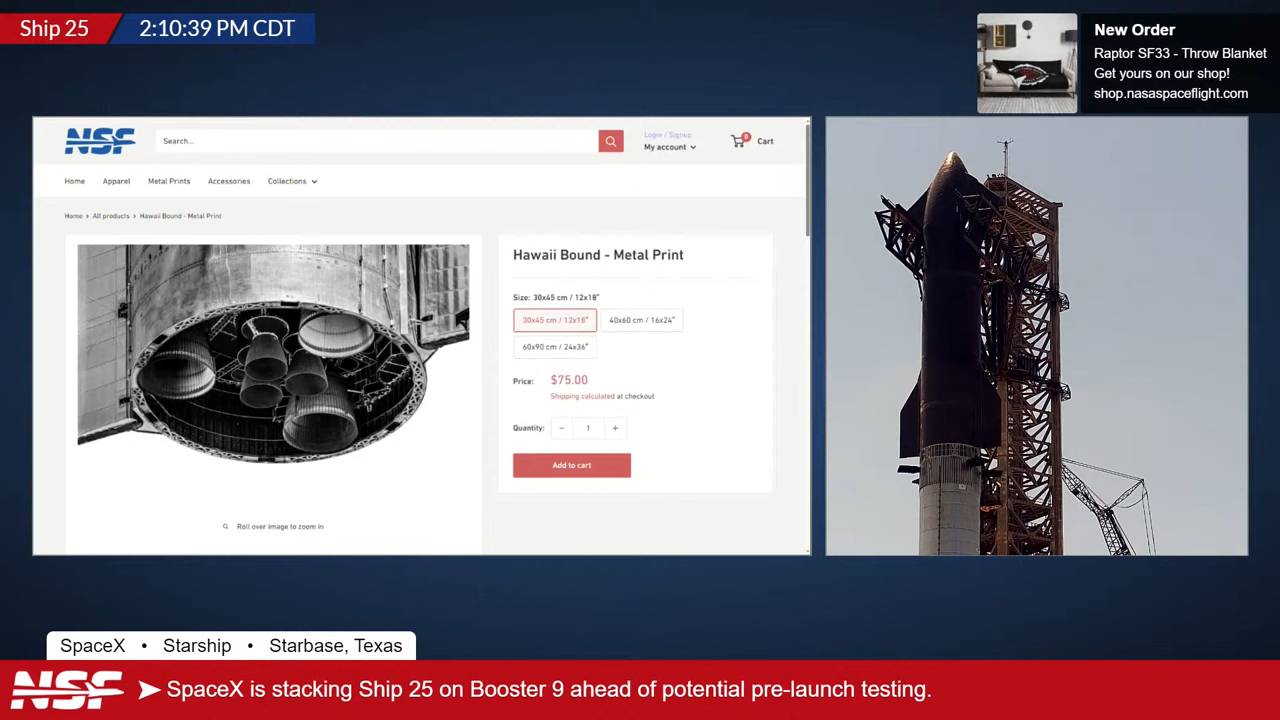 Ship 25
2:10:39 PM CDT
New Order
Raptor SF33 - Throw Blanket
Get yours on our shop!
shop.nasaspaceflight.com
NSF
Search...
Login / Signup
My account
0
Cart
Home
Apparel
Metal Prints
Accessories
Collections
Home > All products > Hawaii Bound - Metal Print
Hawaii Bound - Metal Print
Size: 30x45 cm / 12x18"
30x45 cm / 12x18"
40x60 cm / 16x24"
60x90 cm / 24x36"
Price: $75.00
Shipping calculated at checkout
Quantity: − 1 +
Add to cart
Roll over image to zoom in
SpaceX • Starship • Starbase, Texas
NSF
SpaceX is stacking Ship 25 on Booster 9 ahead of potential pre-launch testing.